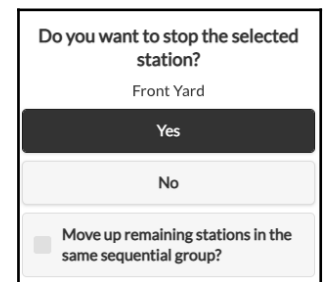 Do you want to stop the selected
station?
Front Yard
Yes
No
Move up remaining stations in the
same sequential group?